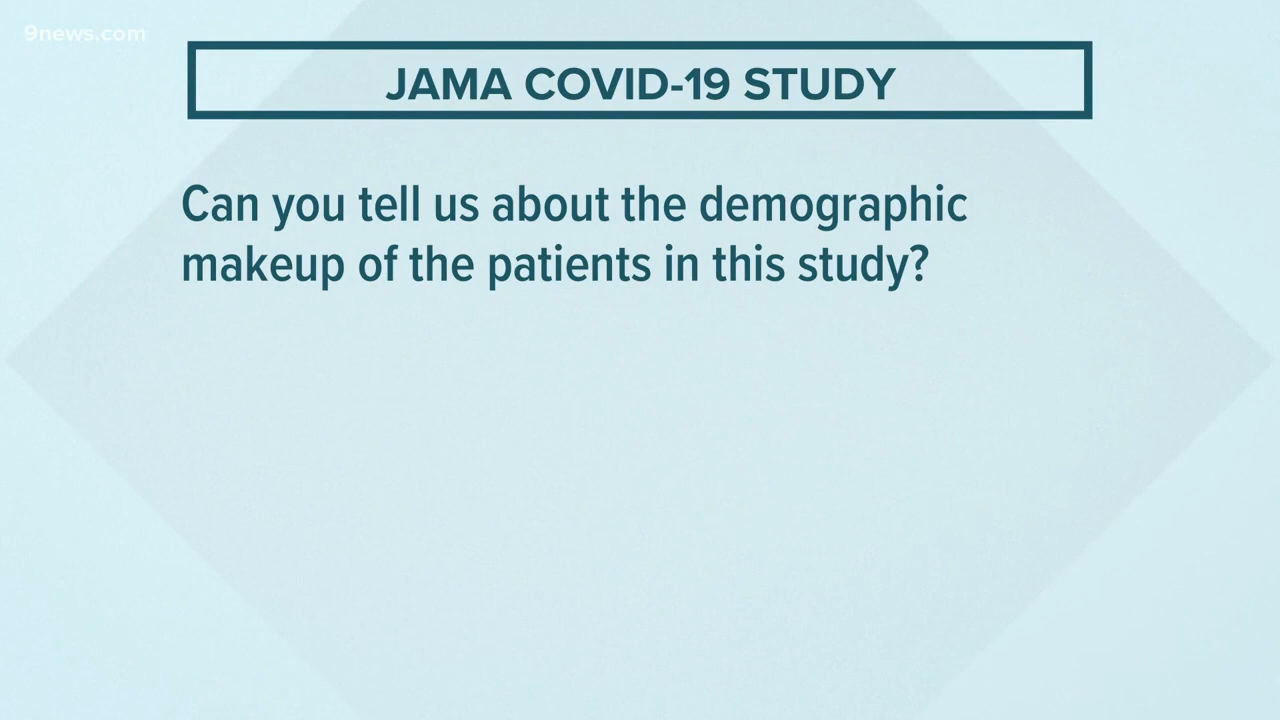 9news.com
JAMA COVID-19 STUDY
Can you tell us about the demographic
makeup of the patients in this study?